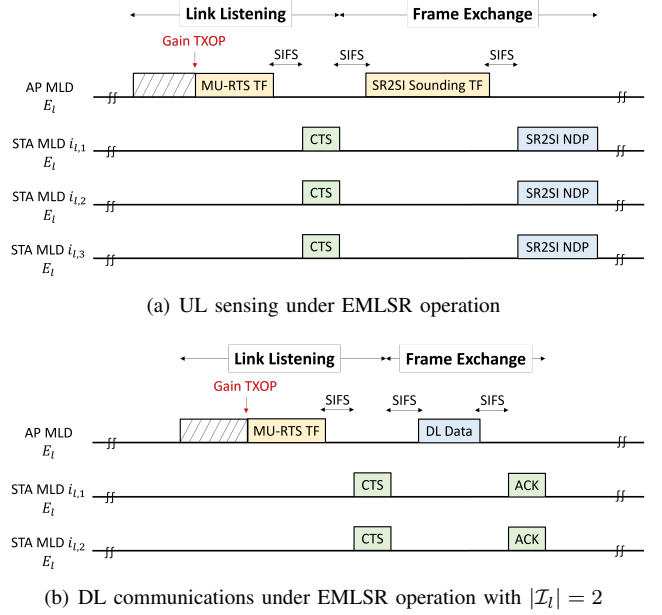 Link Listening Frame Exchange
Gain TXOP SIFS SIFS SIFS
AP MLD
E_l
MU-RTS TF SR2SI Sounding TF
STA MLD i_{l,1}
E_l
CTS SR2SI NDP
STA MLD i_{l,2}
E_l
CTS SR2SI NDP
STA MLD i_{l,3}
E_l
CTS SR2SI NDP
(a) UL sensing under EMLSR operation
Link Listening Frame Exchange
Gain TXOP SIFS SIFS SIFS
AP MLD
E_l
MU-RTS TF DL Data
STA MLD i_{l,1}
E_l
CTS ACK
STA MLD i_{l,2}
E_l
CTS ACK
(b) DL communications under EMLSR operation with |ℐ_l| = 2